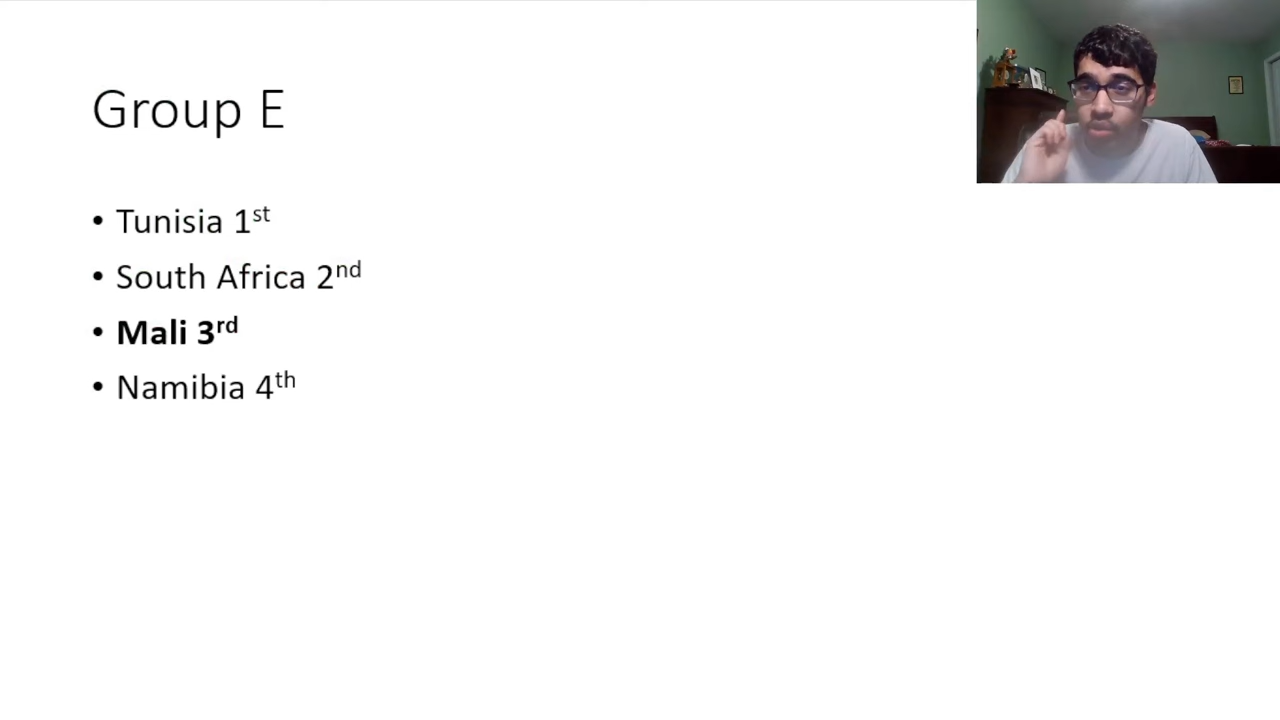 Group E
• Tunisia 1st
• South Africa 2nd
• Mali 3rd
• Namibia 4th